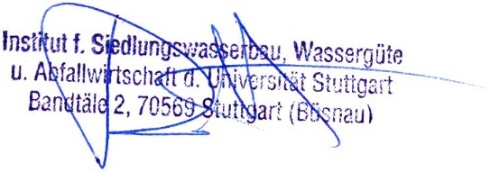 Institut f. Siedlungswasserbau, Wassergüte
u. Abfallwirtschaft d. Universität Stuttgart
Bandtäle 2, 70569 Stuttgart (Büsnau)